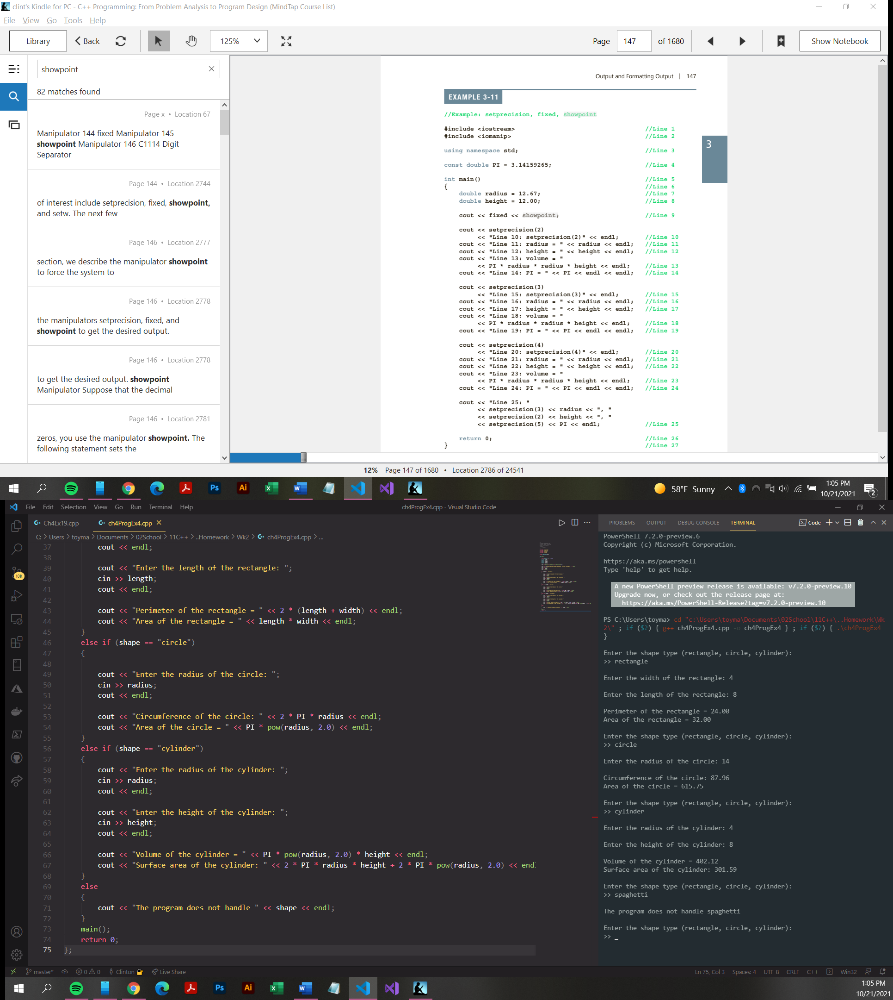 clint's Kindle for PC - C++ Programming: From Problem Analysis to Program Design (MindTap Course List)
File View Go Tools Help
Library Back 125% Page 147 of 1680 Show Notebook
showpoint
82 matches found
Page x • Location 67
Manipulator 144 fixed Manipulator 145
showpoint Manipulator 146 C1114 Digit
Separator
Page 144 • Location 2744
of interest include setprecision, fixed, showpoint,
and setw. The next few
Page 146 • Location 2777
section, we describe the manipulator showpoint
to force the system to
Page 146 • Location 2778
the manipulators setprecision, fixed, and
showpoint to get the desired output.
Page 146 • Location 2778
to get the desired output. showpoint
Manipulator Suppose that the decimal
Page 146 • Location 2781
zeros, you use the manipulator showpoint. The
following statement sets the
Output and Formatting Output | 147
EXAMPLE 3-11
3
//Example: setprecision, fixed, showpoint
#include <iostream> //Line 1
#include <iomanip> //Line 2
using namespace std; //Line 3
const double PI = 3.14159265; //Line 4
int main() //Line 5
{ //Line 6
double radius = 12.67; //Line 7
double height = 12.00; //Line 8
cout << fixed << showpoint; //Line 9
cout << setprecision(2)
<< "Line 10: setprecision(2)" << endl; //Line 10
cout << "Line 11: radius = " << radius << endl; //Line 11
cout << "Line 12: height = " << height << endl; //Line 12
cout << "Line 13: volume = "
<< PI * radius * radius * height << endl; //Line 13
cout << "Line 14: PI = " << PI << endl << endl; //Line 14
cout << setprecision(3)
<< "Line 15: setprecision(3)" << endl; //Line 15
cout << "Line 16: radius = " << radius << endl; //Line 16
cout << "Line 17: height = " << height << endl; //Line 17
cout << "Line 18: volume = "
<< PI * radius * radius * height << endl; //Line 18
cout << "Line 19: PI = " << PI << endl << endl; //Line 19
cout << setprecision(4)
<< "Line 20: setprecision(4)" << endl; //Line 20
cout << "Line 21: radius = " << radius << endl; //Line 21
cout << "Line 22: height = " << height << endl; //Line 22
cout << "Line 23: volume = "
<< PI * radius * radius * height << endl; //Line 23
cout << "Line 24: PI = " << PI << endl << endl; //Line 24
cout << "Line 25: "
<< setprecision(3) << radius << ", "
<< setprecision(2) << height << ", "
<< setprecision(5) << PI << endl; //Line 25
return 0; //Line 26
} //Line 27
12% Page 147 of 1680 • Location 2786 of 24541
Ps Ai 58°F Sunny 1:05 PM
10/21/2021 2
File Edit Selection View Go Run Terminal Help ch4ProgEx4.cpp - Visual Studio Code
Ch4Ex19.cpp ch4ProgEx4.cpp
C: > Users > toyma > Documents > 02School > 11C++ > ..Homework > Wk2 > ch4ProgEx4.cpp > ...
10K
37 cout << endl;
38
39 cout << "Enter the length of the rectangle: ";
40 cin >> length;
41 cout << endl;
42
43 cout << "Perimeter of the rectangle = " << 2 * (length + width) << endl;
44 cout << "Area of the rectangle = " << length * width << endl;
45 }
46 else if (shape == "circle")
47 {
48
49 cout << "Enter the radius of the circle: ";
50 cin >> radius;
51 cout << endl;
52
53 cout << "Circumference of the circle: " << 2 * PI * radius << endl;
54 cout << "Area of the circle = " << PI * pow(radius, 2.0) << endl;
55 }
56 else if (shape == "cylinder")
57 {
58 cout << "Enter the radius of the cylinder: ";
59 cin >> radius;
60 cout << endl;
61
62 cout << "Enter the height of the cylinder: ";
63 cin >> height;
64 cout << endl;
65
66 cout << "Volume of the cylinder = " << PI * pow(radius, 2.0) * height << endl;
67 cout << "Surface area of the cylinder: " << 2 * PI * radius * height + 2 * PI * pow(radius, 2.0) << endl
68 }
69 else
70 {
71 cout << "The program does not handle " << shape << endl;
72 }
73 main();
74 return 0;
75 };
PROBLEMS OUTPUT DEBUG CONSOLE TERMINAL Code
PowerShell 7.2.0-preview.6
Copyright (c) Microsoft Corporation.
https://aka.ms/powershell
Type 'help' to get help.
A new PowerShell preview release is available: v7.2.0-preview.10
Upgrade now, or check out the release page at:
https://aka.ms/PowerShell-Release?tag=v7.2.0-preview.10
PS C:\Users\toyma> cd "c:\Users\toyma\Documents\02School\11C++\..Homework\Wk
2\" ; if ($?) { g++ ch4ProgEx4.cpp -o ch4ProgEx4 } ; if ($?) { .\ch4ProgEx4
}
Enter the shape type (rectangle, circle, cylinder):
>> rectangle
Enter the width of the rectangle: 4
Enter the length of the rectangle: 8
Perimeter of the rectangle = 24.00
Area of the rectangle = 32.00
Enter the shape type (rectangle, circle, cylinder):
>> circle
Enter the radius of the circle: 14
Circumference of the circle: 87.96
Area of the circle = 615.75
Enter the shape type (rectangle, circle, cylinder):
>> cylinder
Enter the radius of the cylinder: 4
Enter the height of the cylinder: 8
Volume of the cylinder = 402.12
Surface area of the cylinder: 301.59
Enter the shape type (rectangle, circle, cylinder):
>> spaghetti
The program does not handle spaghetti
Enter the shape type (rectangle, circle, cylinder):
>> _
master* 0 0 Clinton Live Share Ln 75, Col 3 Spaces: 4 UTF-8 CRLF C++ Win32
Ps Ai 1:05 PM
10/21/2021